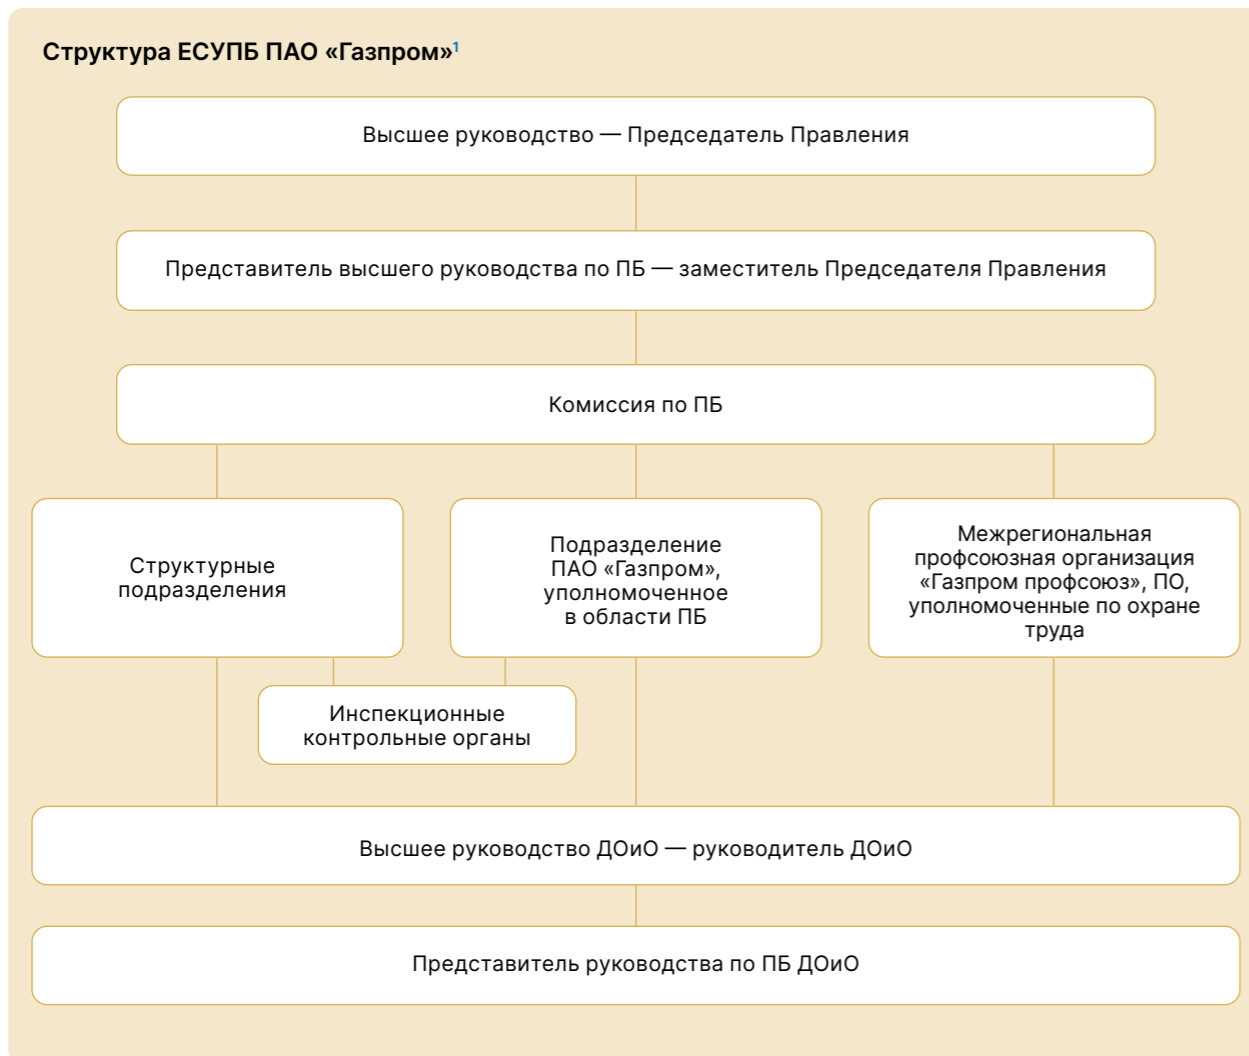 Структура ЕСУПБ ПАО «Газпром»¹
Высшее руководство — Председатель Правления
Представитель высшего руководства по ПБ — заместитель Председателя Правления
Комиссия по ПБ
Структурные
подразделения
Подразделение
ПАО «Газпром»,
уполномоченное
в области ПБ
Межрегиональная
профсоюзная организация
«Газпром профсоюз», ПО,
уполномоченные по охране
труда
Инспекционные
контрольные органы
Высшее руководство ДОиО — руководитель ДОиО
Представитель руководства по ПБ ДОиО